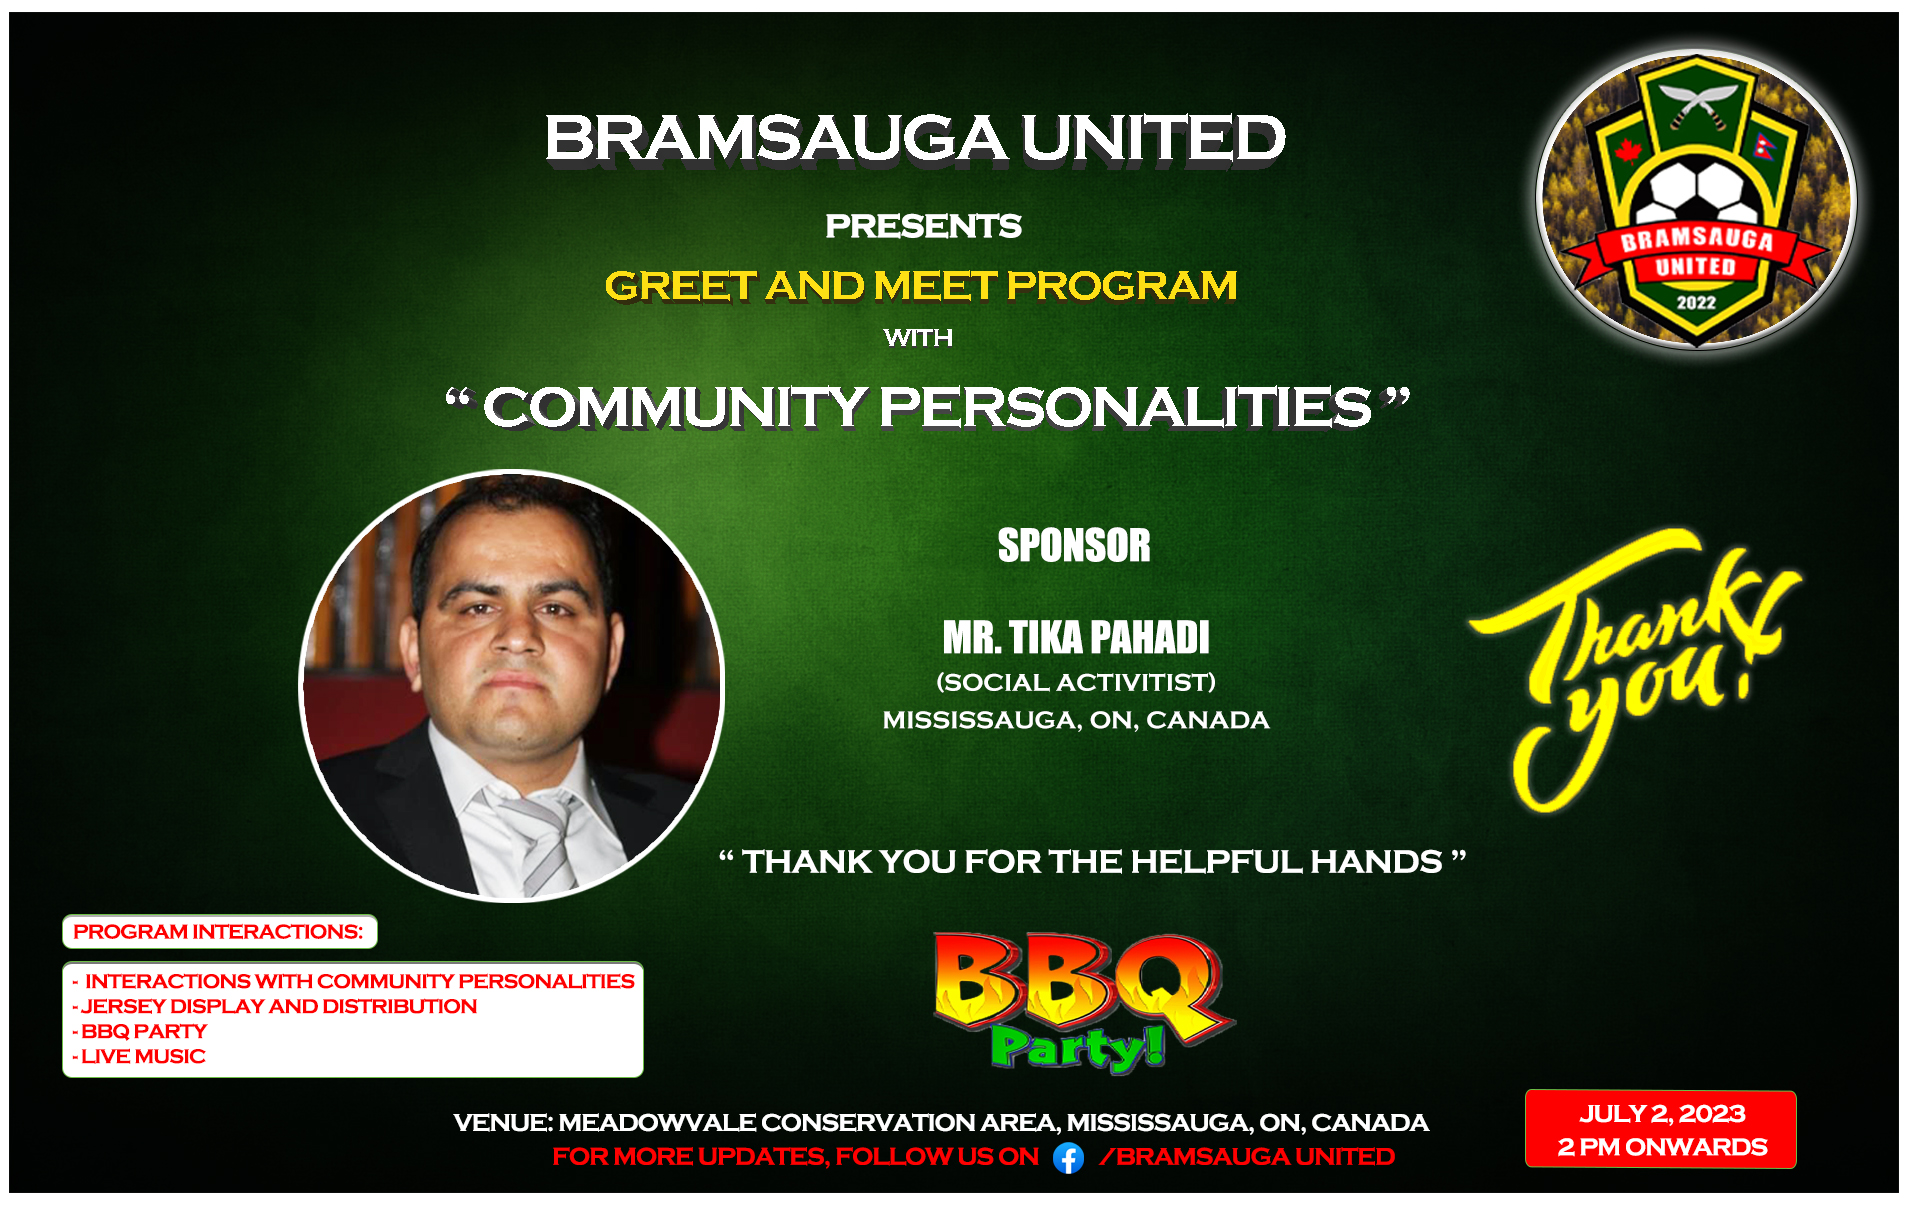 BRAMSAUGA UNITED
PRESENTS
GREET AND MEET PROGRAM
WITH
“ COMMUNITY PERSONALITIES ”
BRAMSAUGA
UNITED
2022
SPONSOR
MR. TIKA PAHADI
(SOCIAL ACTIVITIST)
MISSISSAUGA, ON, CANADA
Thank
you!
“ THANK YOU FOR THE HELPFUL HANDS ”
PROGRAM INTERACTIONS:
- INTERACTIONS WITH COMMUNITY PERSONALITIES
- JERSEY DISPLAY AND DISTRIBUTION
- BBQ PARTY
- LIVE MUSIC
BBQ
Party!
VENUE: MEADOWVALE CONSERVATION AREA, MISSISSAUGA, ON, CANADA
FOR MORE UPDATES, FOLLOW US ON f /BRAMSAUGA UNITED
JULY 2, 2023
2 PM ONWARDS